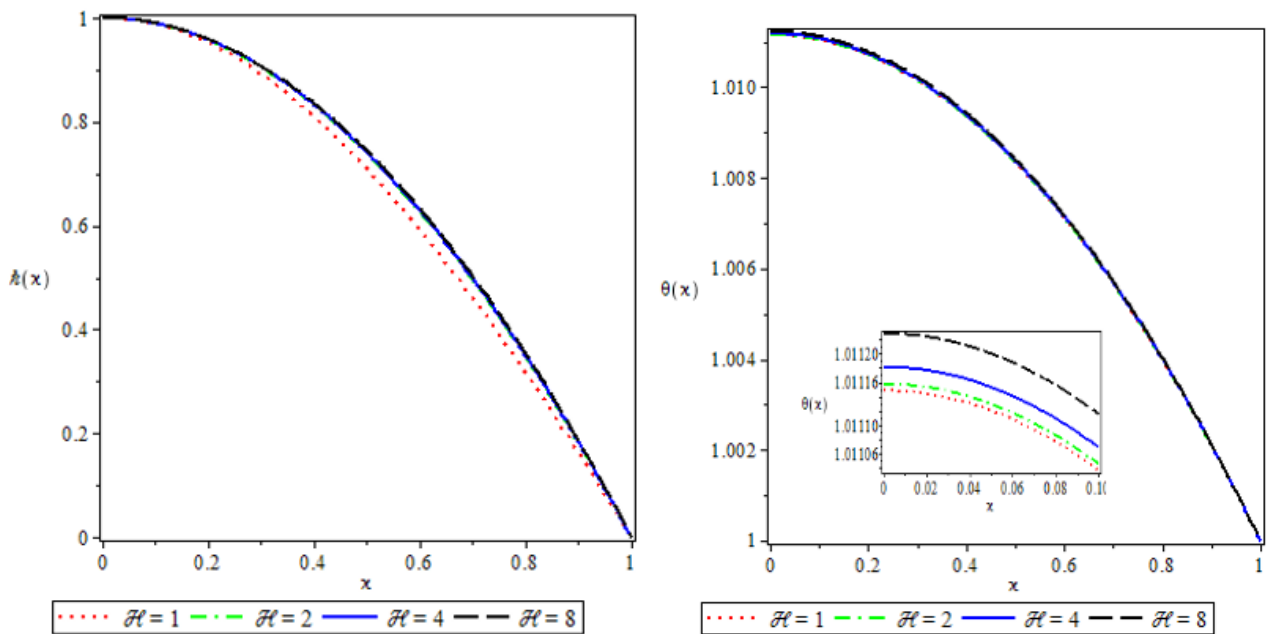 1
0.8
0.6
ℏ(x)
0.4
0.2
0
0 0.2 0.4 0.6 0.8 1
x
ℋ = 1 ℋ = 2 ℋ = 4 ℋ = 8
1.010
1.008
1.006
θ(x)
1.004
1.002
1
0 0.2 0.4 0.6 0.8 1
x
1.01120
1.01116
θ(x)
1.01110
1.01106
0 0.02 0.04 0.06 0.08 0.10
x
ℋ = 1 ℋ = 2 ℋ = 4 ℋ = 8